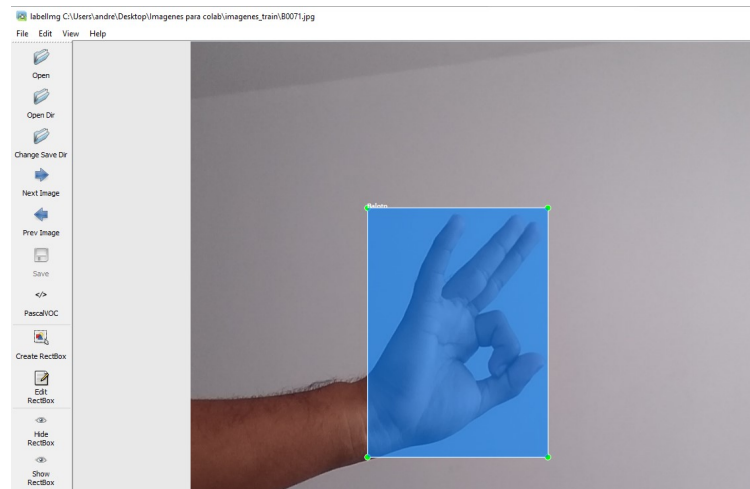 labelImg C:\Users\andre\Desktop\Imagenes para colab\imagenes_train\B0071.jpg
File Edit View Help
Open
Open Dir
Change Save Dir
Next Image
Prev Image
Save
</>
PascalVOC
Create RectBox
Edit
RectBox
Hide
RectBox
Show
RectBox